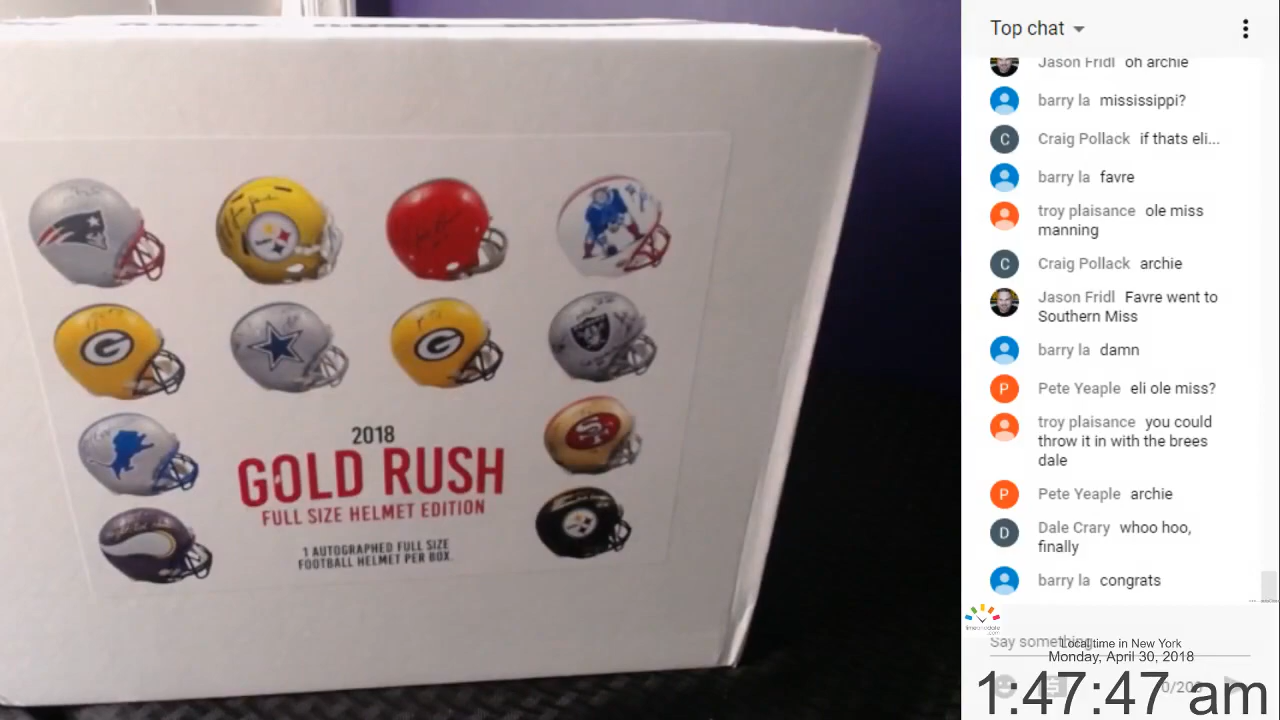 2018
GOLD RUSH
FULL SIZE HELMET EDITION
1 AUTOGRAPHED FULL SIZE
FOOTBALL HELMET PER BOX.
Top chat
Jason Fridl oh archie
barry la mississippi?
C Craig Pollack if thats eli...
barry la favre
troy plaisance ole miss
manning
C Craig Pollack archie
Jason Fridl Favre went to
Southern Miss
barry la damn
P Pete Yeaple eli ole miss?
troy plaisance you could
throw it in with the brees
dale
P Pete Yeaple archie
D Dale Crary whoo hoo,
finally
barry la congrats
Say something...
Local time in New York
Monday, April 30, 2018
0/200
1:47:47 am